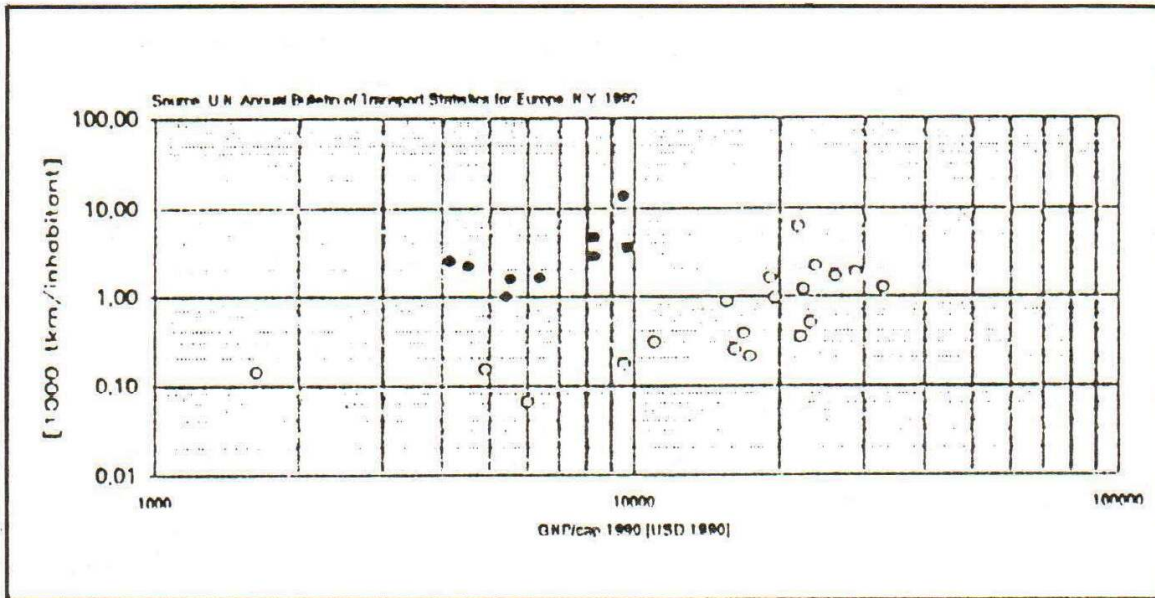 Source U.N. Annual Bulletin of Transport Statistics for Europe N.Y. 1992
100,00
10,00
1.00
0.10
0.01
[1000 tkm/inhabitant]
1000
10000
100000
GNP/cap 1990 [USD 1990]